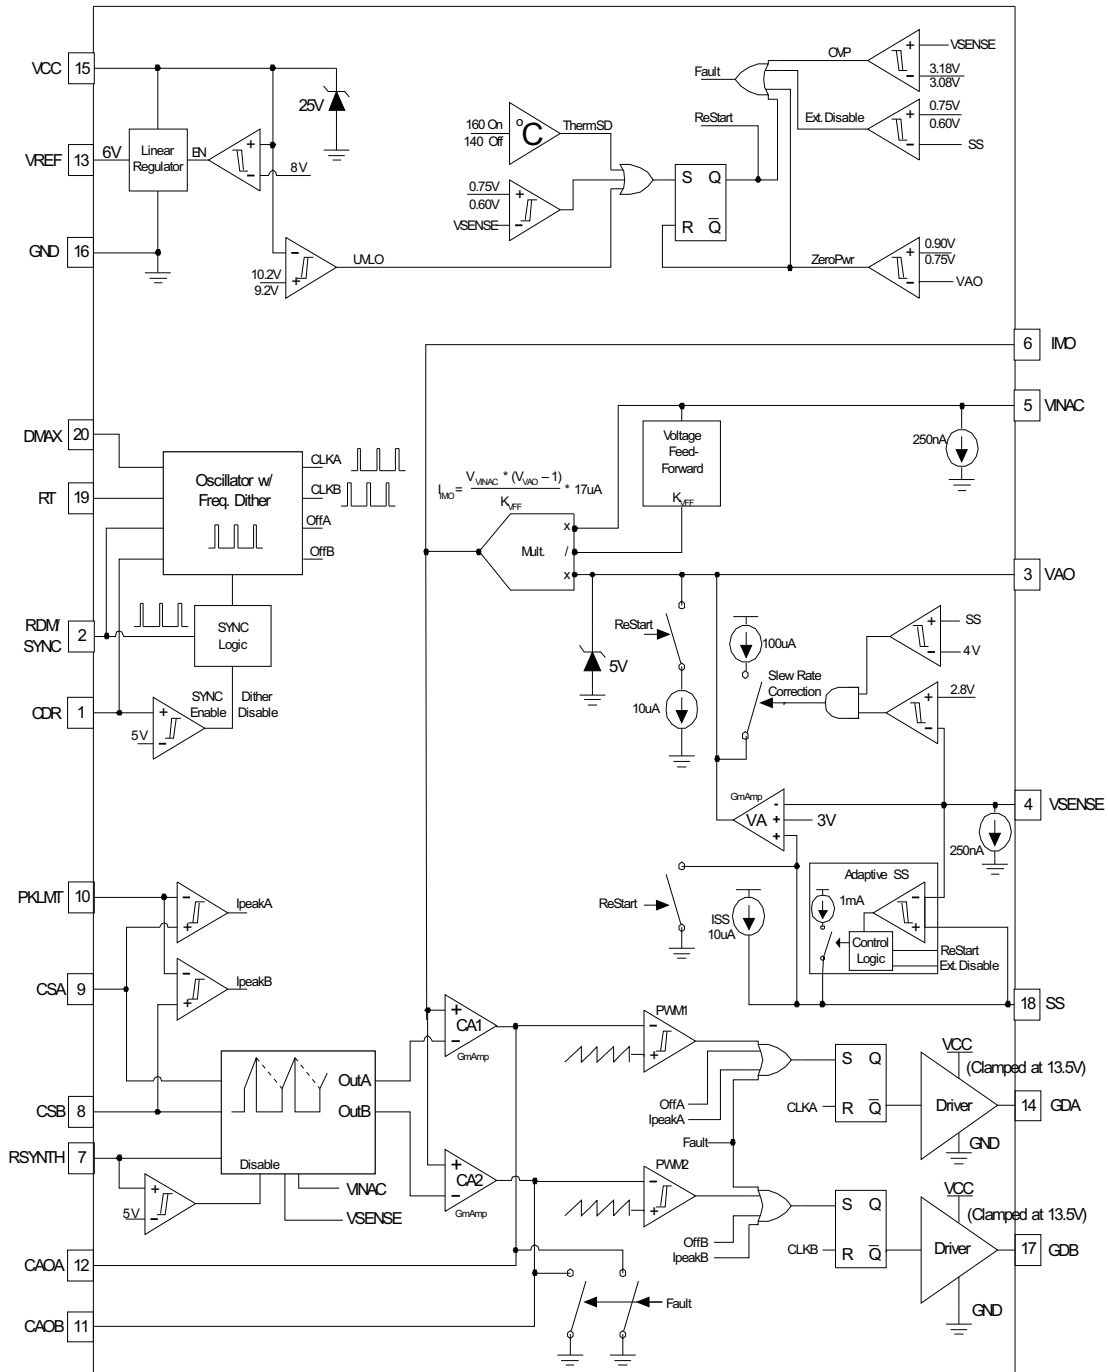 VCC 15
25V
VREF 13
6V
Linear
Regulator
EN
8V
GND 16
10.2V
9.2V
UVLO
160 On
140 Off
°C
ThermSD
0.75V
0.60V
VSENSE
S Q
R Q̅
ReStart
Fault
OVP
VSENSE
3.18V
3.08V
Ext. Disable
0.75V
0.60V
SS
ZeroPwr
0.90V
0.75V
VAO
6 IMO
5 VINAC
250nA
Voltage
Feed-
Forward
K_VFF
I_IMO = V_VINAC * (V_VAO – 1) / K_VFF * 17uA
Mult.
x
/
x
3 VAO
DMAX 20
RT 19
Oscillator w/
Freq. Dither
CLKA
CLKB
OffA
OffB
RDM/
SYNC 2
SYNC
Logic
CDR 1
SYNC
Enable
Dither
Disable
5V
ReStart
5V
10uA
100uA
Slew Rate
Correction
SS
4V
2.8V
GmAmp
VA
3V
4 VSENSE
250nA
Adaptive SS
1mA
Control
Logic
ReStart
Ext. Disable
ReStart
ISS
10uA
18 SS
PKLMT 10
IpeakA
CSA 9
IpeakB
CSB 8
RSYNTH 7
OutA
OutB
Disable
5V
VINAC
VSENSE
CAOA 12
CAOB 11
CA1
GmAmp
CA2
GmAmp
PWM1
OffA
IpeakA
Fault
PWM2
OffB
IpeakB
Fault
CLKA
S Q
R Q̅
VCC
(Clamped at 13.5V)
Driver
GND
14 GDA
CLKB
S Q
R Q̅
VCC
(Clamped at 13.5V)
Driver
GND
17 GDB